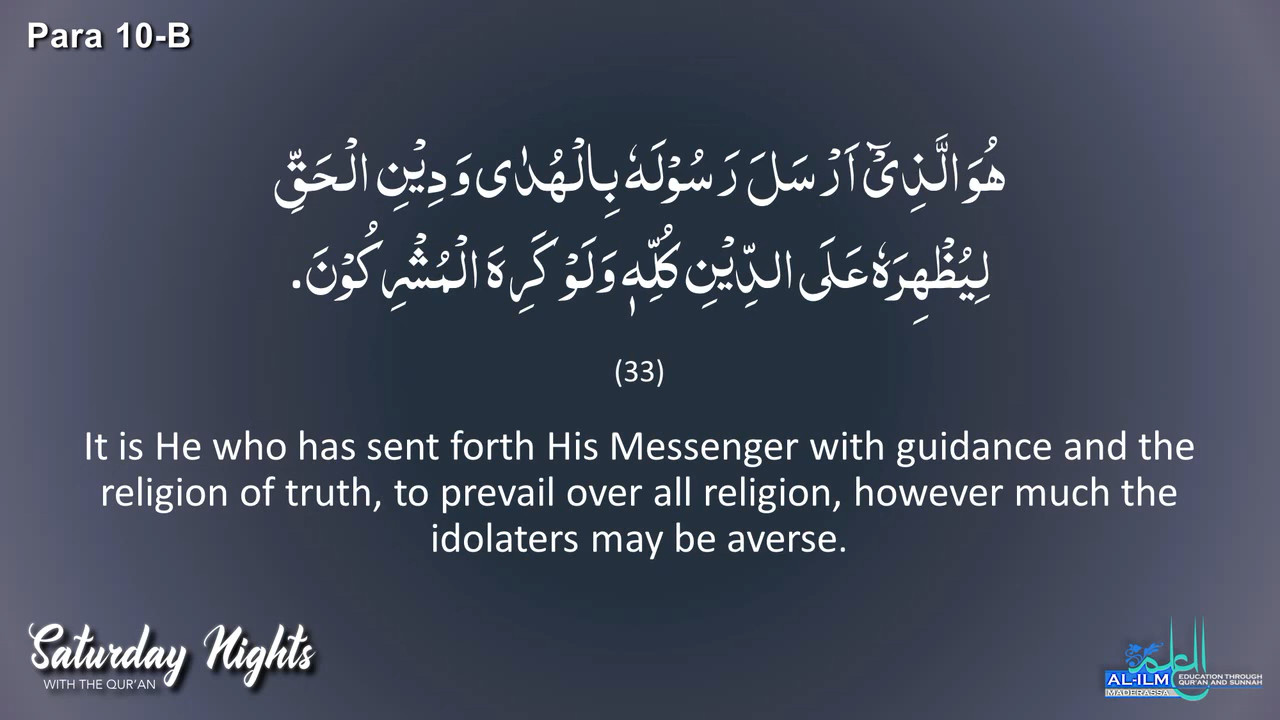 Para 10-B
هُوَ الَّذِیْۤ اَرْسَلَ رَسُوْلَهٗ بِالْهُدٰی وَ دِیْنِ الْحَقِّ
لِیُظْهِرَهٗ عَلَی الدِّیْنِ كُلِّهٖ وَ لَوْ كَرِهَ الْمُشْرِكُوْنَ.
(33)
It is He who has sent forth His Messenger with guidance and the
religion of truth, to prevail over all religion, however much the
idolaters may be averse.
Saturday Nights
WITH THE QUR'AN
العلم
AL-ILM
MADERASSA
EDUCATION THROUGH
QUR'AN AND SUNNAH